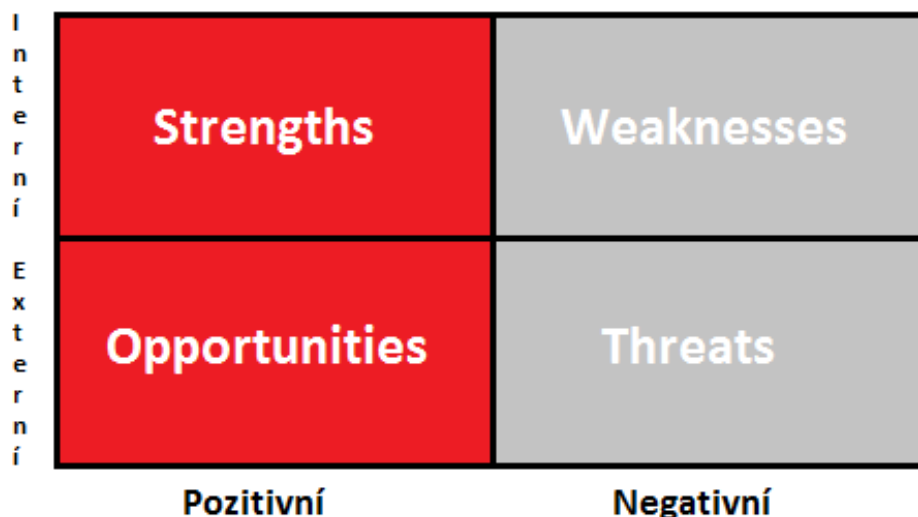 Interní
Strengths
Weaknesses
Externí
Opportunities
Threats
Pozitivní
Negativní